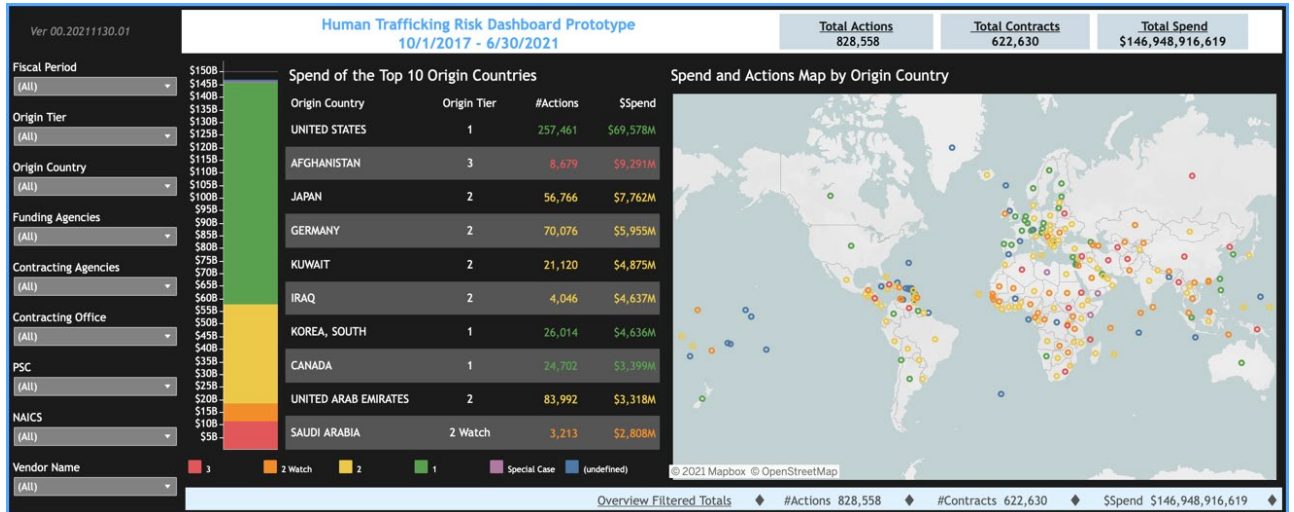 Ver 00.20211130.01
Human Trafficking Risk Dashboard Prototype
10/1/2017 - 6/30/2021
Total Actions
828,558
Total Contracts
622,630
Total Spend
$146,948,916,619
Fiscal Period
(All)
Origin Tier
(All)
Origin Country
(All)
Funding Agencies
(All)
Contracting Agencies
(All)
Contracting Office
(All)
PSC
(All)
NAICS
(All)
Vendor Name
(All)
$150B
$145B
$140B
$135B
$130B
$125B
$120B
$115B
$110B
$105B
$100B
$95B
$90B
$85B
$80B
$75B
$70B
$65B
$60B
$55B
$50B
$45B
$40B
$35B
$30B
$25B
$20B
$15B
$10B
$5B
Spend of the Top 10 Origin Countries
Origin Country Origin Tier #Actions $Spend
UNITED STATES 1 257,461 $69,578M
AFGHANISTAN 3 8,679 $9,291M
JAPAN 2 56,766 $7,762M
GERMANY 2 70,076 $5,955M
KUWAIT 2 21,120 $4,875M
IRAQ 2 4,046 $4,637M
KOREA, SOUTH 1 26,014 $4,636M
CANADA 1 24,702 $3,399M
UNITED ARAB EMIRATES 2 83,992 $3,318M
SAUDI ARABIA 2 Watch 3,213 $2,808M
3 2 Watch 2 1 Special Case (undefined)
Spend and Actions Map by Origin Country
© 2021 Mapbox © OpenStreetMap
Overview Filtered Totals ♦ #Actions 828,558 ♦ #Contracts 622,630 ♦ $Spend $146,948,916,619 ♦